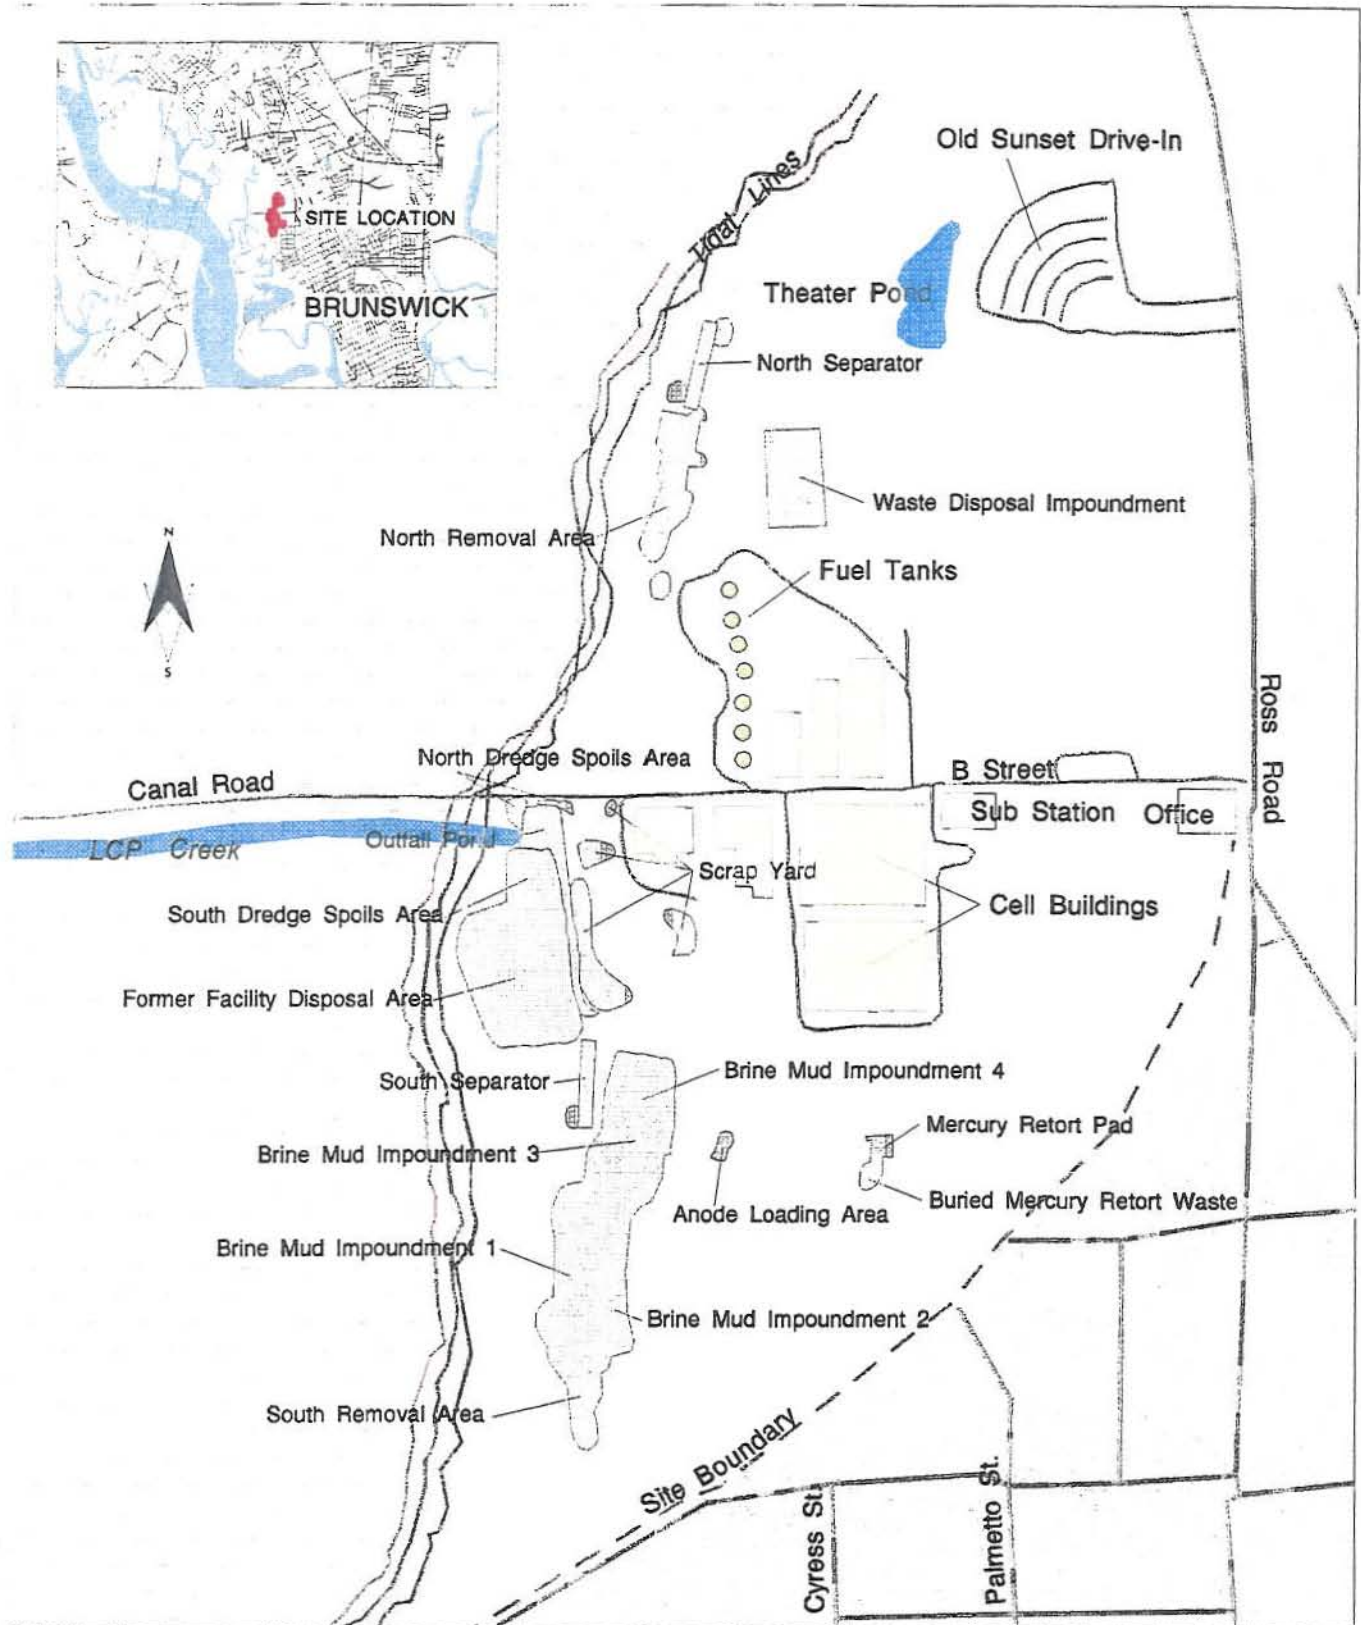 Old Sunset Drive-In
Tidal Lines
SITE LOCATION
BRUNSWICK
Theater Pond
North Separator
Waste Disposal Impoundment
N
North Removal Area
Fuel Tanks
S
Ross Road
North Dredge Spoils Area
B Street
Canal Road
Sub Station
Office
Outfall Pond
LCP Creek
Scrap Yard
South Dredge Spoils Area
Cell Buildings
Former Facility Disposal Area
Brine Mud Impoundment 4
South Separator
Mercury Retort Pad
Brine Mud Impoundment 3
Buried Mercury Retort Waste
Anode Loading Area
Brine Mud Impoundment 1
Brine Mud Impoundment 2
South Removal Area
Site Boundary
Cyress St.
Palmetto St.